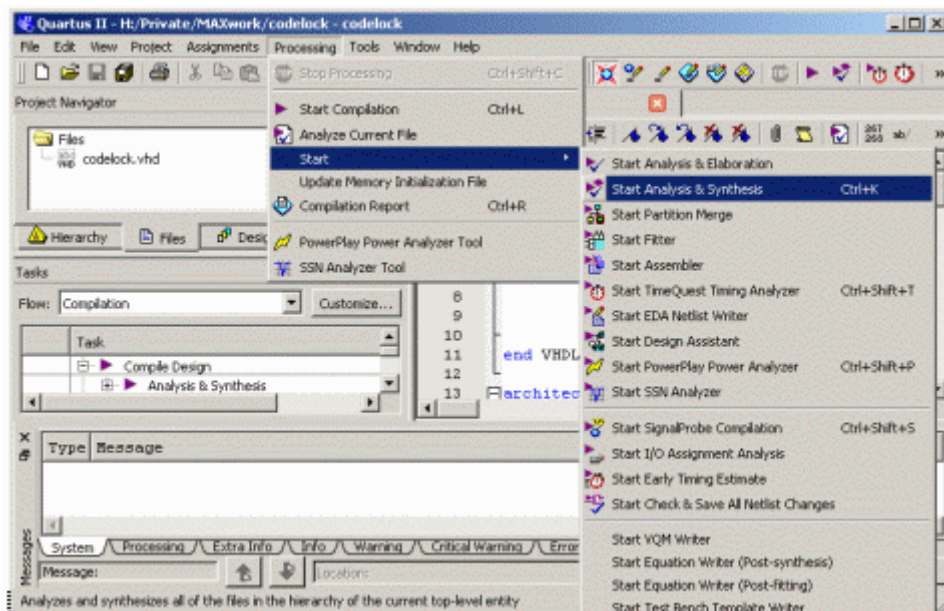 Quartus II - H:/Private/MAXwork/codelock - codelock
File Edit View Project Assignments Processing Tools Window Help
Stop Processing Ctrl+Shift+C
Start Compilation Ctrl+L
Analyze Current File
Start
Update Memory Initialization File
Compilation Report Ctrl+R
PowerPlay Power Analyzer Tool
SSN Analyzer Tool
Project Navigator
Files
codelock.vhd
Hierarchy Files Desig
Tasks
Flow: Compilation Customize...
Task
Compile Design
Analysis & Synthesis
8
9
10
11 end VHDL
12
13 architec
267
268 ab/
Start Analysis & Elaboration
Start Analysis & Synthesis Ctrl+K
Start Partition Merge
Start Fitter
Start Assembler
Start TimeQuest Timing Analyzer Ctrl+Shift+T
Start EDA Netlist Writer
Start Design Assistant
Start PowerPlay Power Analyzer Ctrl+Shift+P
Start SSN Analyzer
Start SignalProbe Compilation Ctrl+Shift+S
Start I/O Assignment Analysis
Start Early Timing Estimate
Start Check & Save All Netlist Changes
Start VQM Writer
Start Equation Writer (Post-synthesis)
Start Equation Writer (Post-fitting)
Start Test Bench Template Writer
Type Message
Messages
System Processing Extra Info Info Warning Critical Warning Error
Message: Location:
Analyzes and synthesizes all of the files in the hierarchy of the current top-level entity